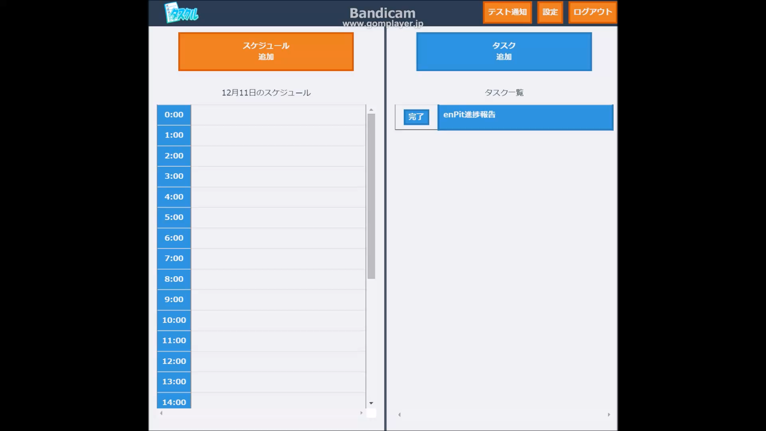 タスクル
Bandicam
www.gomplayer.jp
テスト通知
設定
ログアウト
スケジュール
追加
タスク
追加
12月11日のスケジュール
タスク一覧
完了
enPit進捗報告
0:00
1:00
2:00
3:00
4:00
5:00
6:00
7:00
8:00
9:00
10:00
11:00
12:00
13:00
14:00